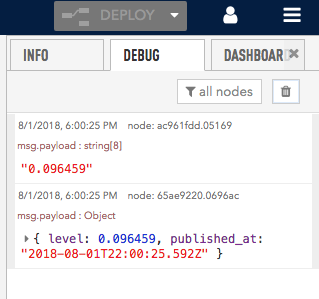 DEPLOY
INFO
DEBUG
DASHBOAR
all nodes
8/1/2018, 6:00:25 PM node: ac961fdd.05169
msg.payload : string[8]
"0.096459"
8/1/2018, 6:00:25 PM node: 65ae9220.0696ac
msg.payload : Object
{ level: 0.096459, published_at:
"2018-08-01T22:00:25.592Z" }